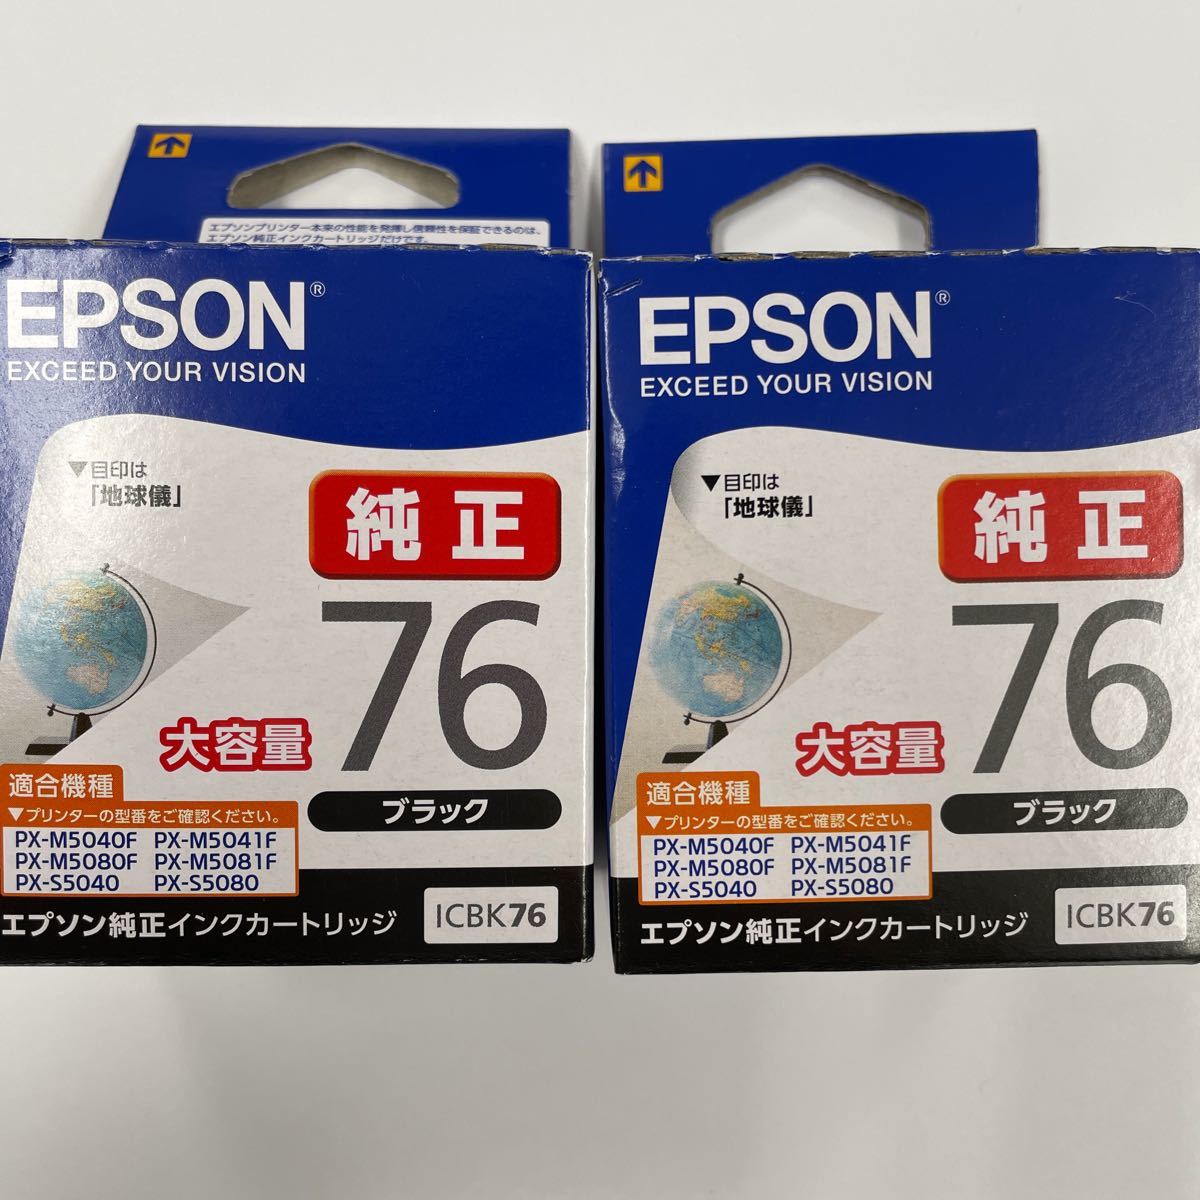 エプソンプリンター本来の性能を発揮し信頼性を保証できるのは、
エプソン純正インクカートリッジだけです。
EPSON®
EXCEED YOUR VISION
▼目印は
「地球儀」
純正
76
大容量
ブラック
適合機種
▼プリンターの型番をご確認ください。
PX-M5040F PX-M5041F
PX-M5080F PX-M5081F
PX-S5040 PX-S5080
エプソン純正インクカートリッジ
ICBK76
EPSON®
EXCEED YOUR VISION
▼目印は
「地球儀」
純正
76
大容量
ブラック
適合機種
▼プリンターの型番をご確認ください。
PX-M5040F PX-M5041F
PX-M5080F PX-M5081F
PX-S5040 PX-S5080
エプソン純正インクカートリッジ
ICBK76